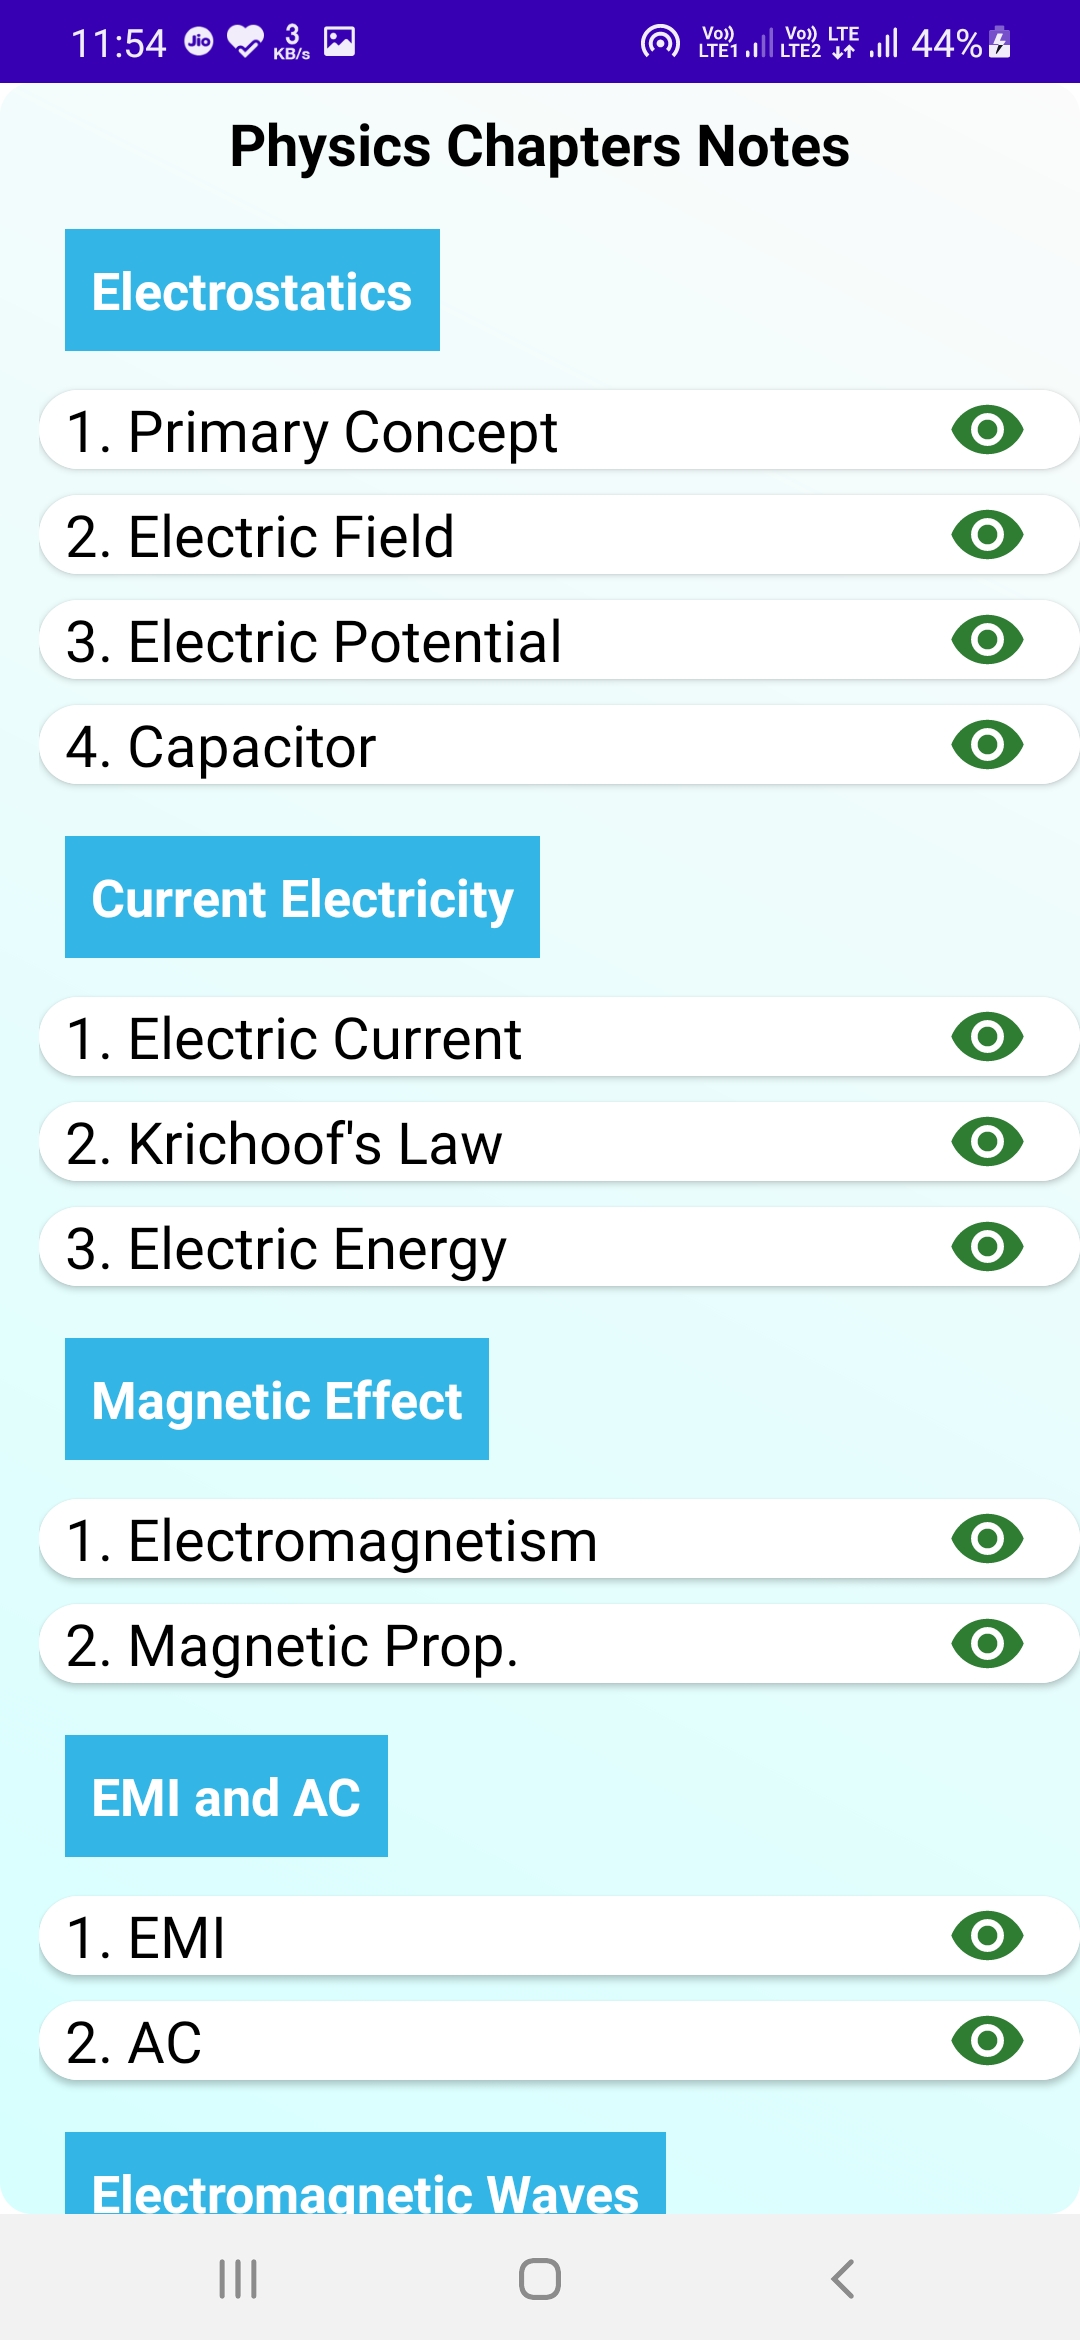 11:54 Jio 3 KB/s Vo)) LTE1 Vo)) LTE2 LTE 44%
Physics Chapters Notes
Electrostatics
1. Primary Concept
2. Electric Field
3. Electric Potential
4. Capacitor
Current Electricity
1. Electric Current
2. Krichoof's Law
3. Electric Energy
Magnetic Effect
1. Electromagnetism
2. Magnetic Prop.
EMI and AC
1. EMI
2. AC
Electromagnetic Waves